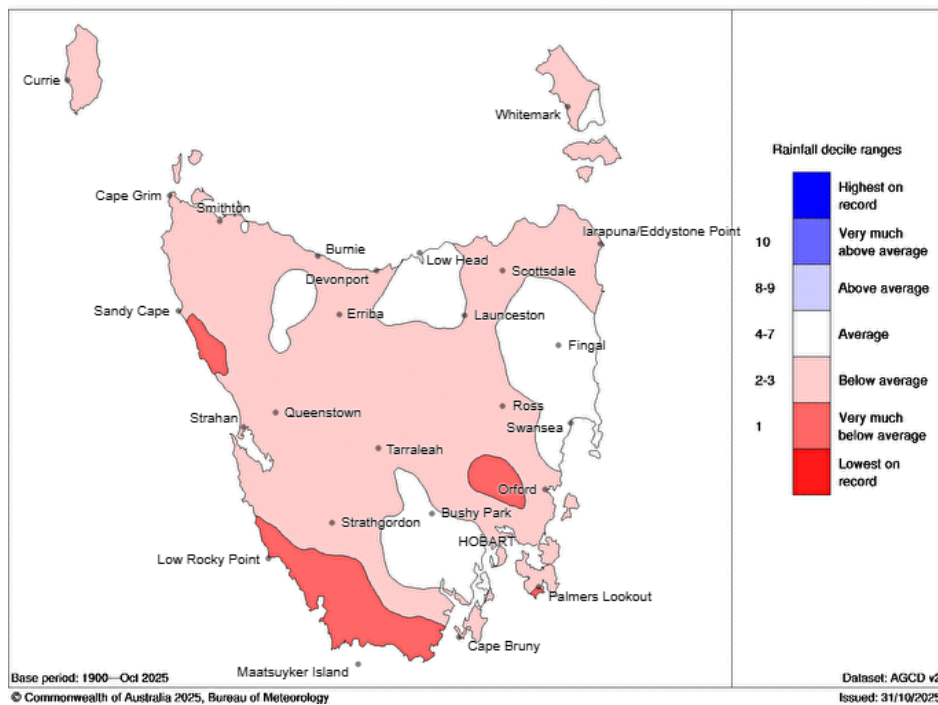 Currie
Whitemark
Cape Grim
Smithton
Burnie
Devonport
Low Head
larapuna/Eddystone Point
Scottsdale
Sandy Cape
Erriba
Launceston
Fingal
Queenstown
Strahan
Ross
Swansea
Tarraleah
Orford
Bushy Park
Strathgordon
HOBART
Low Rocky Point
Palmers Lookout
Cape Bruny
Maatsuyker Island
Rainfall decile ranges
Highest on
record
10 Very much
above average
8-9 Above average
4-7 Average
2-3 Below average
1 Very much
below average
Lowest on
record
Base period: 1900—Oct 2025
Dataset: AGCD v2
© Commonwealth of Australia 2025, Bureau of Meteorology
Issued: 31/10/2025